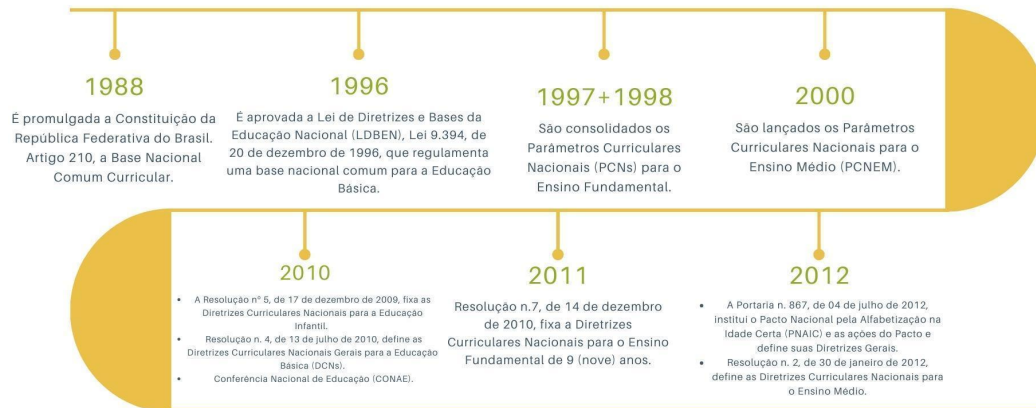 1988
É promulgada a Constituição da
República Federativa do Brasil.
Artigo 210, a Base Nacional
Comum Curricular.
1996
É aprovada a Lei de Diretrizes e Bases da
Educação Nacional (LDBEN), Lei 9.394, de
20 de dezembro de 1996, que regulamenta
uma base nacional comum para a Educação
Básica.
1997+1998
São consolidados os
Parâmetros Curriculares
Nacionais (PCNs) para o
Ensino Fundamental.
2000
São lançados os Parâmetros
Curriculares Nacionais para o
Ensino Médio (PCNEM).
2010
• A Resolução n° 5, de 17 de dezembro de 2009, fixa as
Diretrizes Curriculares Nacionais para a Educação
Infantil.
• Resolução n. 4, de 13 de julho de 2010, define as
Diretrizes Curriculares Nacionais Gerais para a Educação
Básica (DCNs).
• Conferência Nacional de Educação (CONAE).
2011
Resolução n.7, de 14 de dezembro
de 2010, fixa a Diretrizes
Curriculares Nacionais para o Ensino
Fundamental de 9 (nove) anos.
2012
• A Portaria n. 867, de 04 de julho de 2012,
institui o Pacto Nacional pela Alfabetização na
Idade Certa (PNAIC) e as ações do Pacto e
define suas Diretrizes Gerais.
• Resolução n. 2, de 30 de janeiro de 2012,
define as Diretrizes Curriculares Nacionais para
o Ensino Médio.